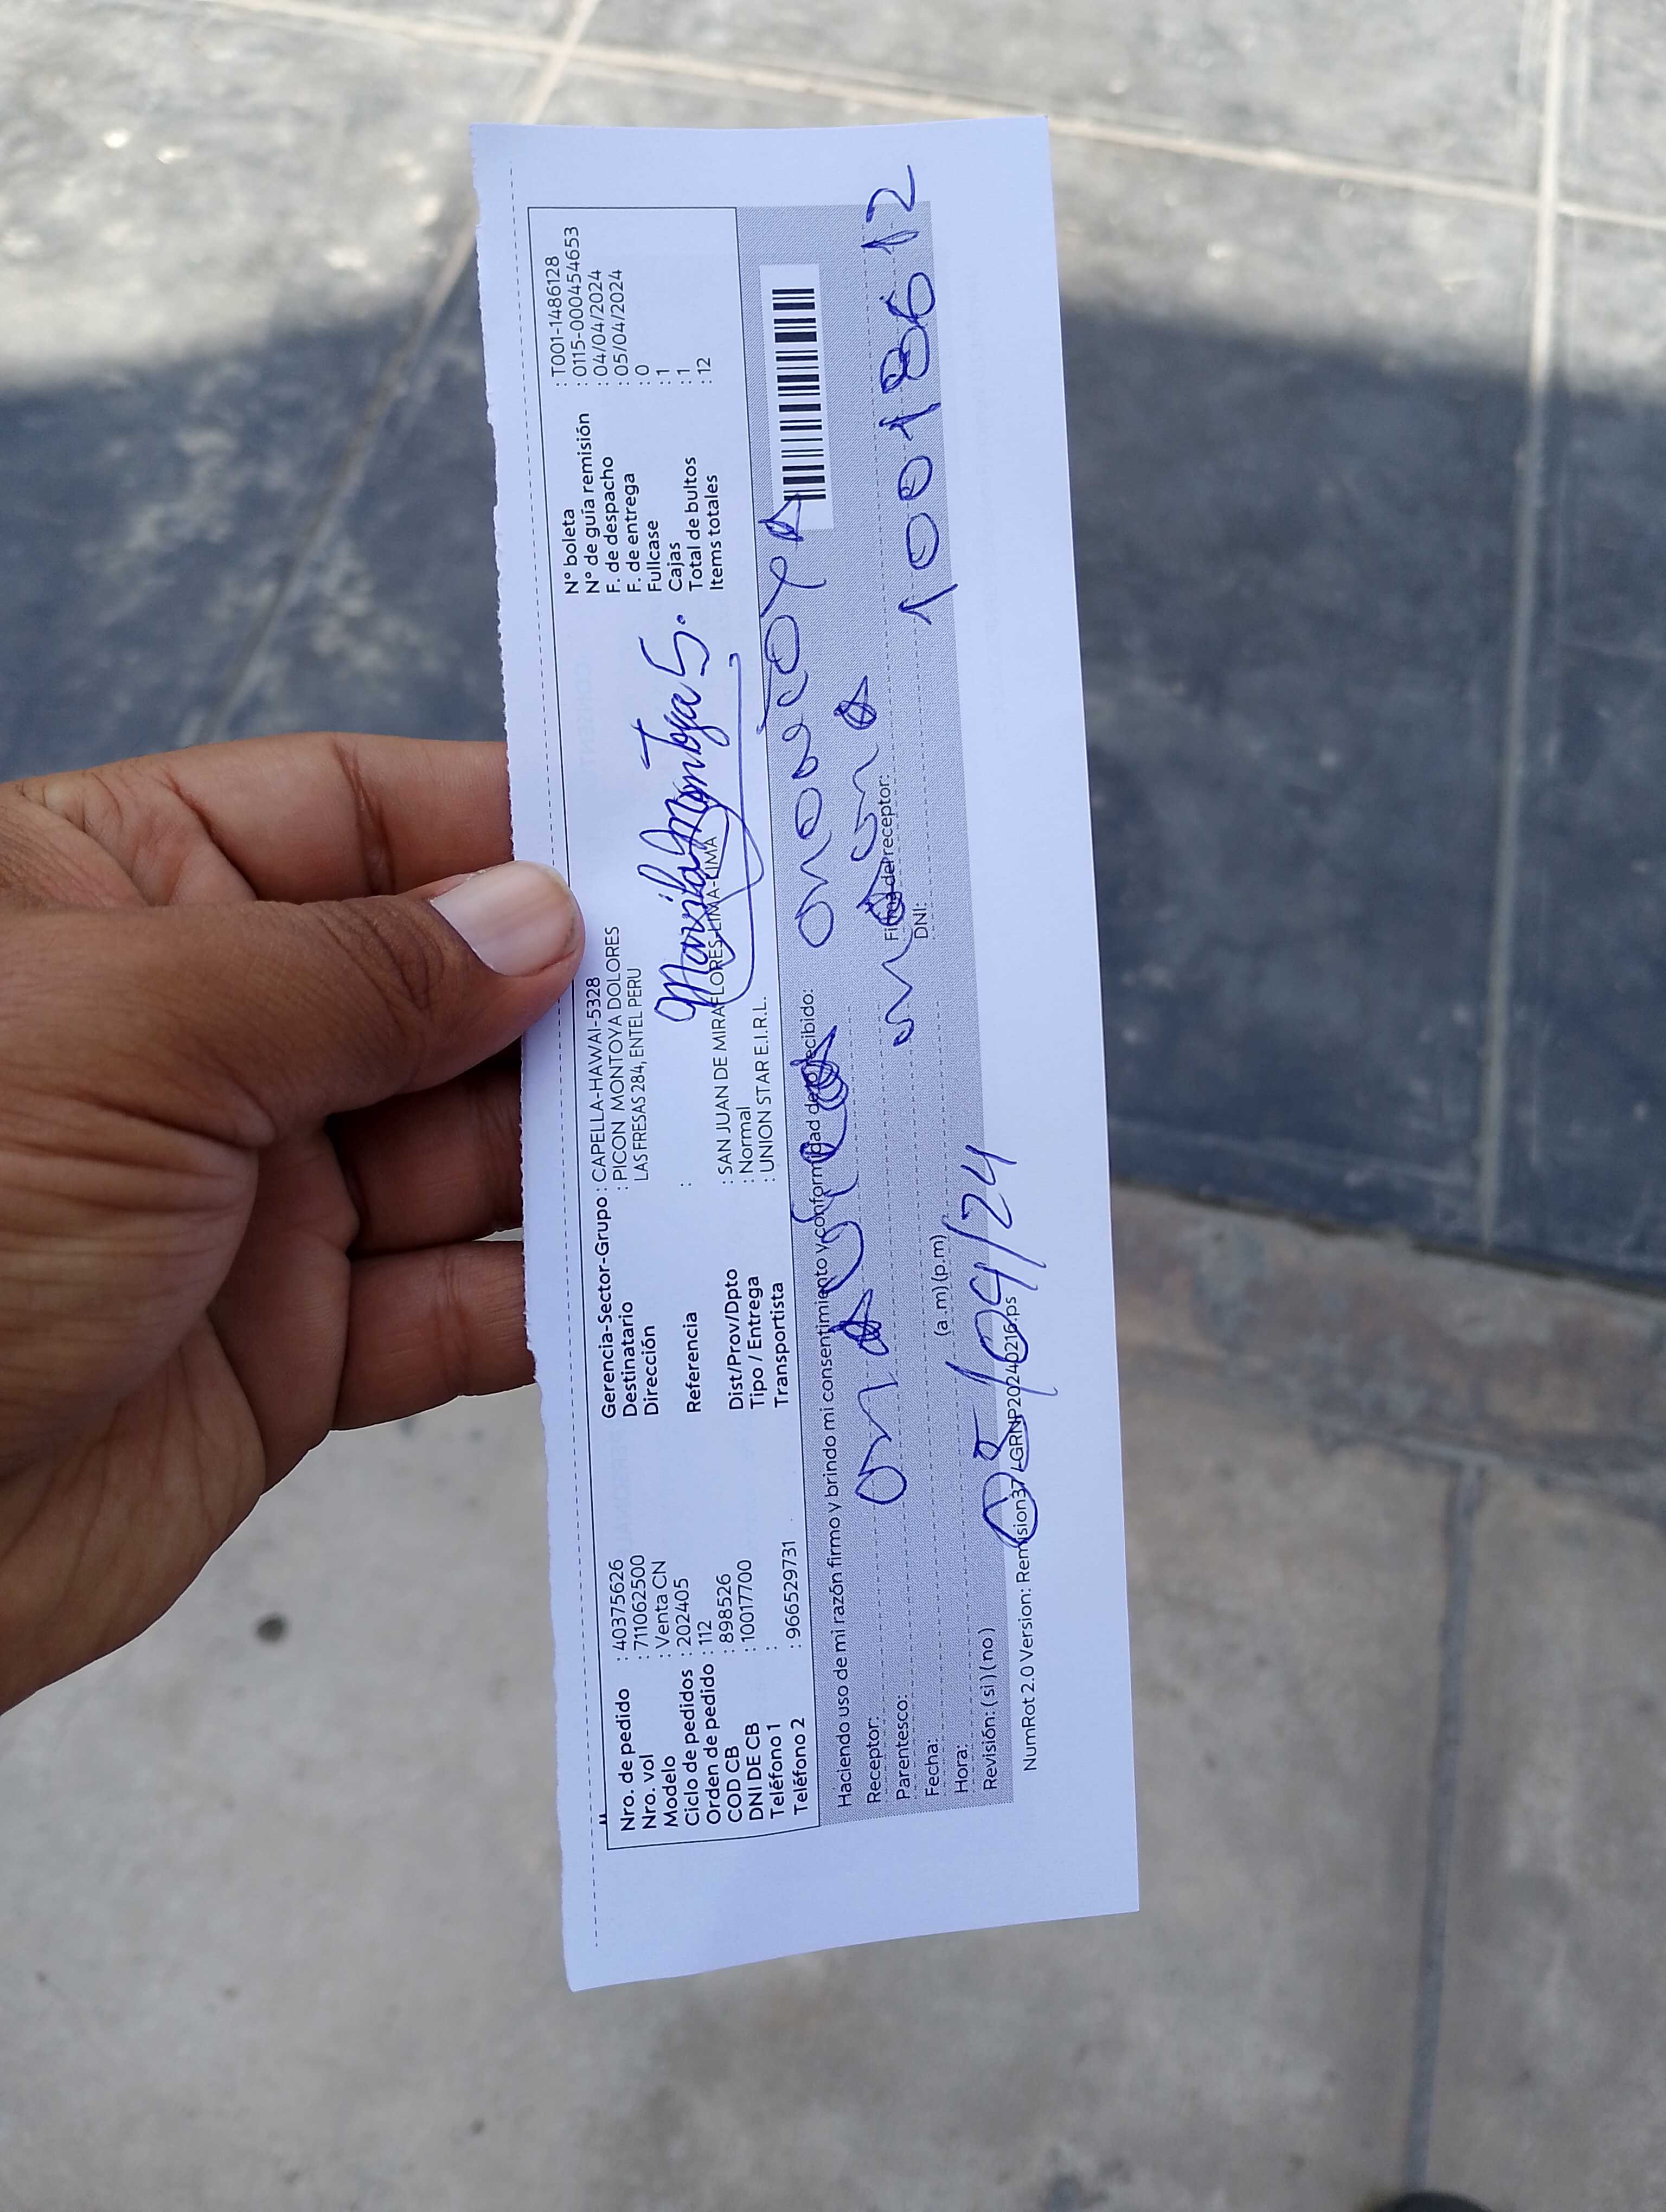 Nro. de pedido : 40375626
Nro. vol : 711062500
Modelo : Venta CN
Ciclo de pedidos : 202405
Orden de pedido : 112
COD CB : 898526
DNI DE CB : 10017700
Teléfono 1 :
Teléfono 2 : 966529731
Gerencia-Sector-Grupo : CAPELLA-HAWAI-5328
Destinatario : PICON MONTOYA DOLORES
Dirección LAS FRESAS 284, ENTEL PERU
Referencia :
Dist/Prov/Dpto : SAN JUAN DE MIRAFLORES-LIMA-LIMA
Tipo / Entrega : Normal
Transportista : UNION STAR E.I.R.L.
N° boleta : T001-1486128
N° de guía remisión : 0115-0000454653
F. de despacho : 04/04/2024
F. de entrega : 05/04/2024
Fullcase : 0
Cajas : 1
Total de bultos : 1
Items totales : 12
Montoya S.
Haciendo uso de mi razón firmo y brindo mi consentimiento y conformidad de lo recibido:
Receptor:
Parentesco:
Fecha: 05/04/24
Hora: (a .m) (p.m)
Revisión: (sì) (no)
Firma del receptor:
DNI: 10018612
NumRot 2.0 Version: Remision37 LGRNP20240216.ps